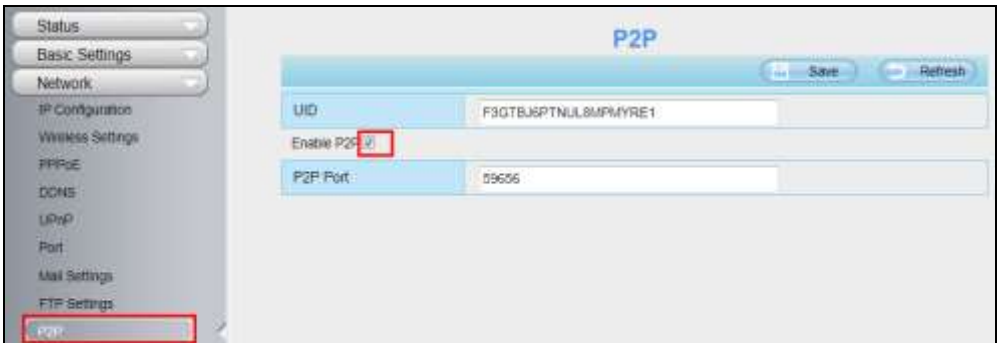 Status
Basic Settings
Network
IP Configuration
Wireless Settings
PPPoE
DDNS
UPnP
Port
Mail Settings
FTP Settings
P2P
P2P
Save Refresh
UID F3GTBJ6PTNUL8MPMYRE1
Enable P2P
P2P Port 59656